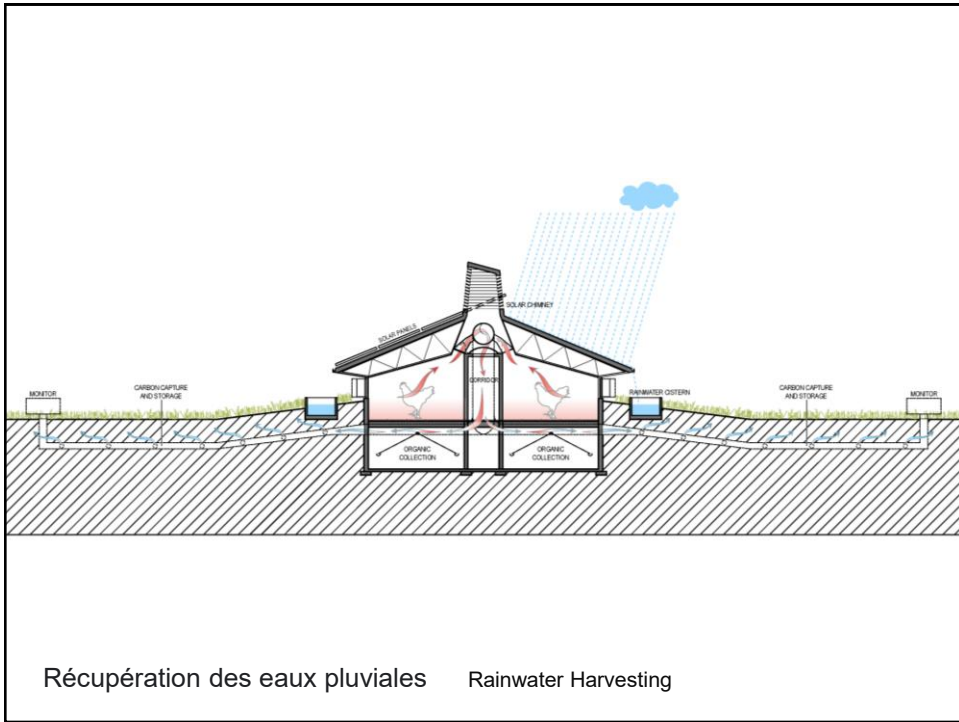 SOLAR CHIMNEY
SOLAR PANELS
CORRIDOR
MONITOR
CARBON CAPTURE
AND STORAGE
RAINWATER CISTERN
CARBON CAPTURE
AND STORAGE
MONITOR
ORGANIC
COLLECTION
ORGANIC
COLLECTION
Récupération des eaux pluviales Rainwater Harvesting